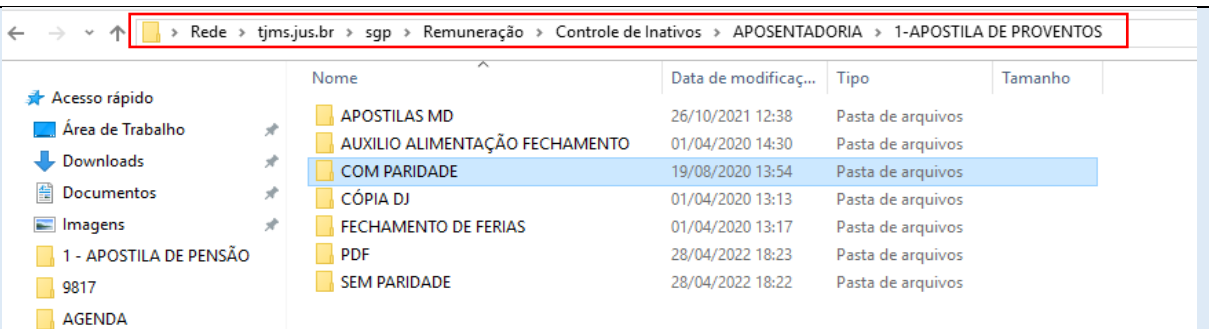 Rede > tjms.jus.br > sgp > Remuneração > Controle de Inativos > APOSENTADORIA > 1-APOSTILA DE PROVENTOS
Nome Data de modificaç... Tipo Tamanho
Acesso rápido
Área de Trabalho
Downloads
Documentos
Imagens
1 - APOSTILA DE PENSÃO
9817
AGENDA
APOSTILAS MD 26/10/2021 12:38 Pasta de arquivos
AUXILIO ALIMENTAÇÃO FECHAMENTO 01/04/2020 14:30 Pasta de arquivos
COM PARIDADE 19/08/2020 13:54 Pasta de arquivos
CÓPIA DJ 01/04/2020 13:13 Pasta de arquivos
FECHAMENTO DE FERIAS 01/04/2020 13:17 Pasta de arquivos
PDF 28/04/2022 18:23 Pasta de arquivos
SEM PARIDADE 28/04/2022 18:22 Pasta de arquivos